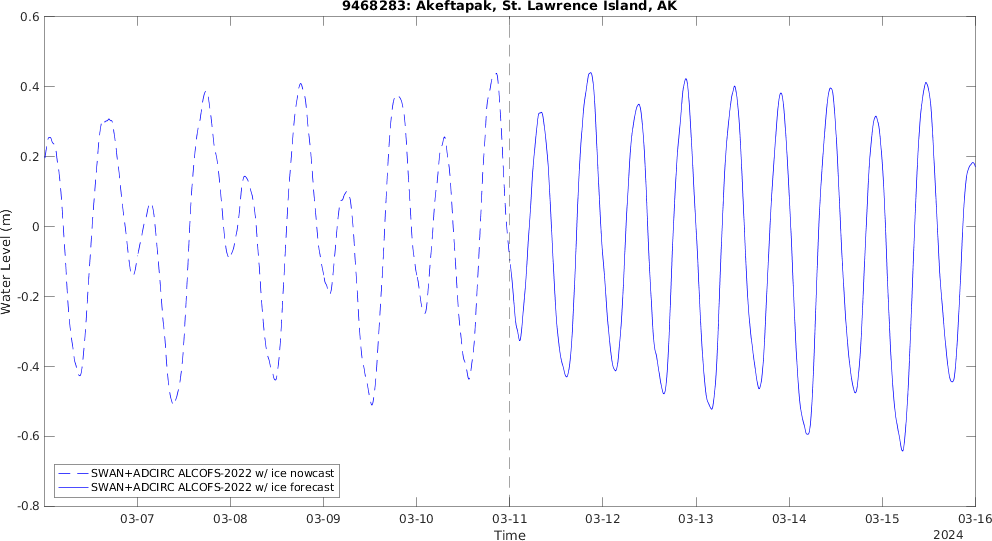 9468283: Akeftapak, St. Lawrence Island, AK
0.6
0.4
0.2
0
-0.2
-0.4
-0.6
-0.8
Water Level (m)
SWAN+ADCIRC ALCOFS-2022 w/ ice nowcast
SWAN+ADCIRC ALCOFS-2022 w/ ice forecast
03-07 03-08 03-09 03-10 03-11 03-12 03-13 03-14 03-15 03-16
Time
2024